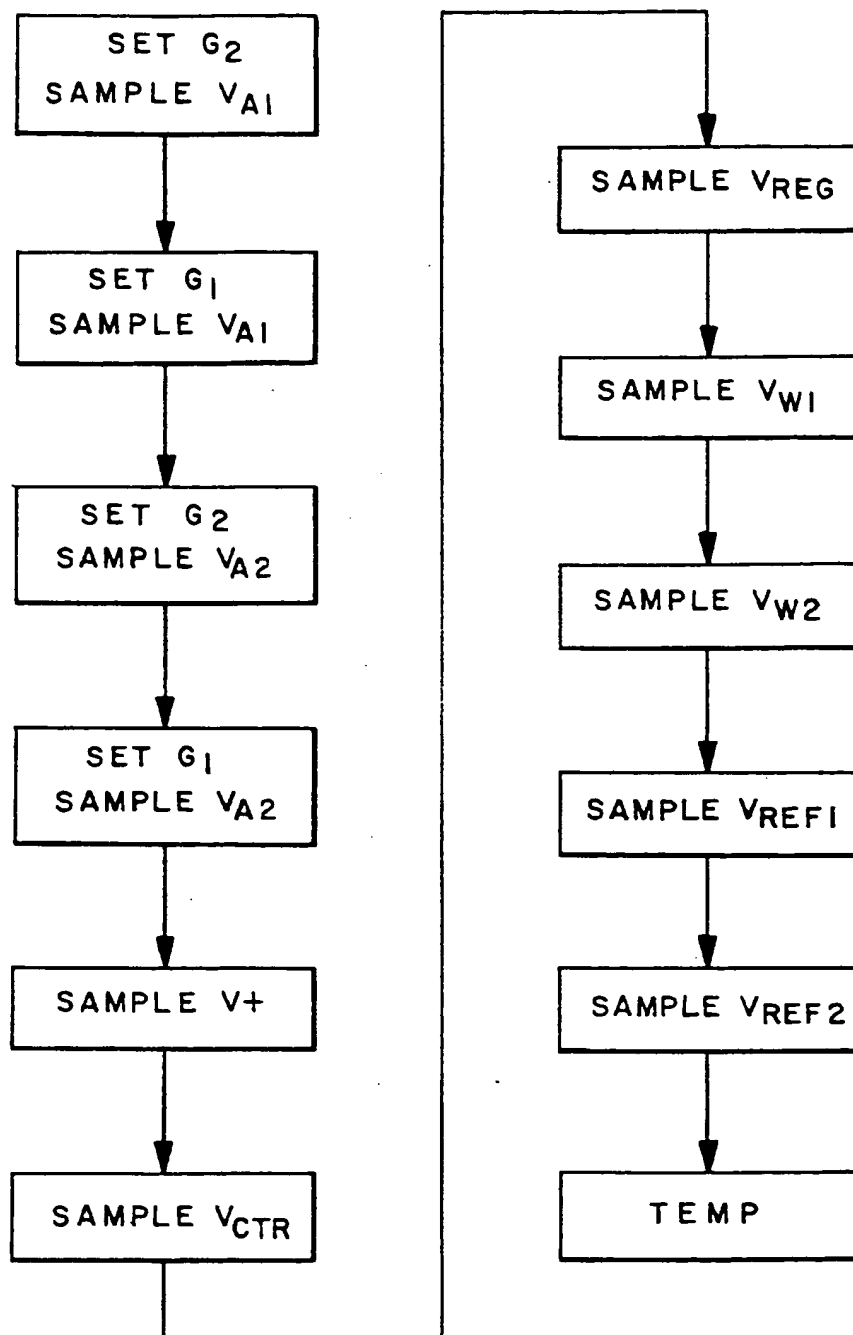 SET G2
SAMPLE VA1
SET G1
SAMPLE VA1
SET G2
SAMPLE VA2
SET G1
SAMPLE VA2
SAMPLE V+
SAMPLE VCTR
SAMPLE VREG
SAMPLE VW1
SAMPLE VW2
SAMPLE VREF1
SAMPLE VREF2
TEMP